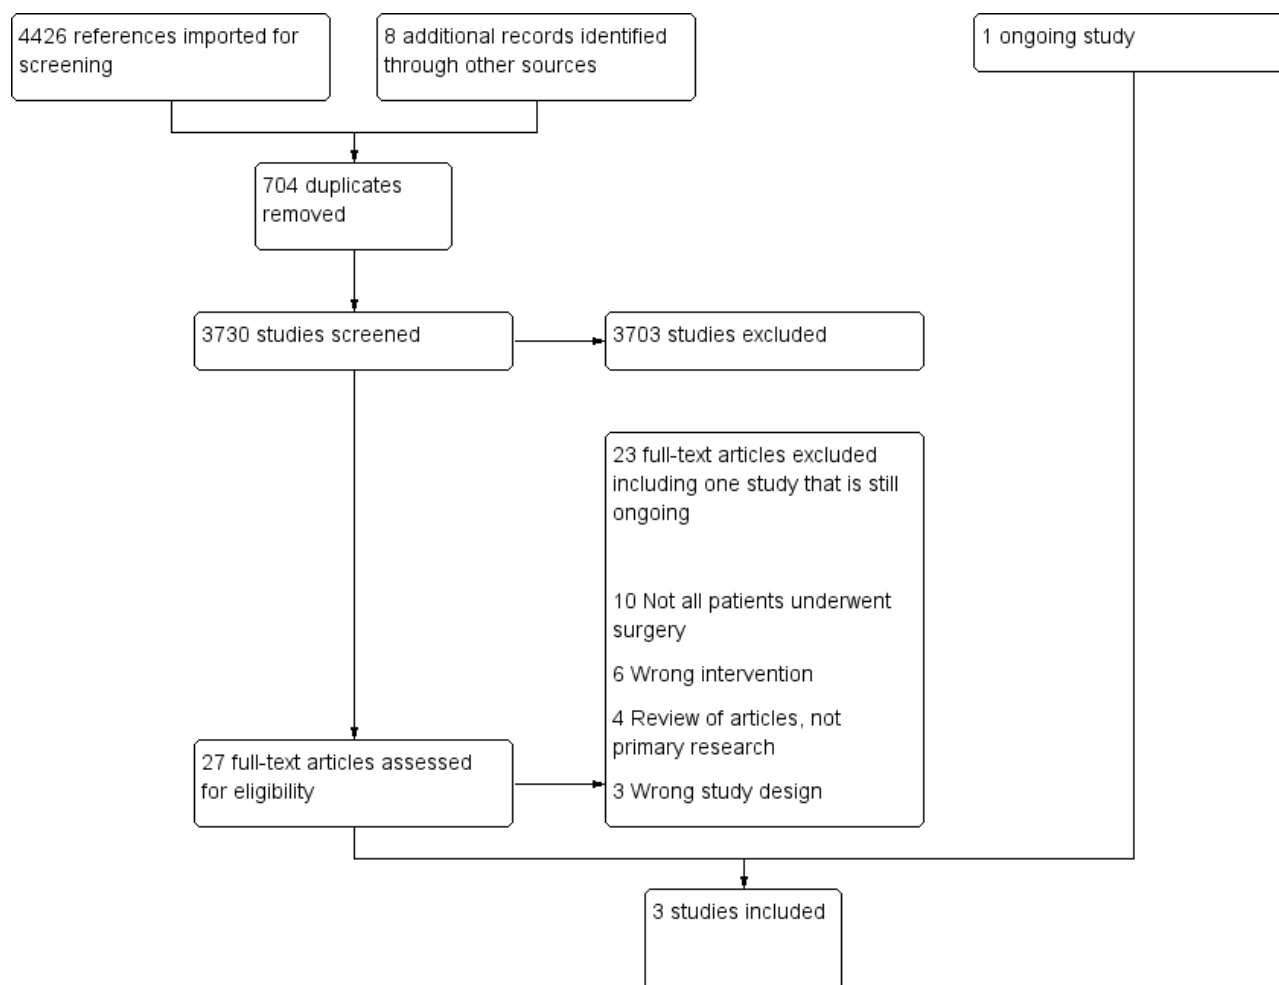 4426 references imported for
screening
8 additional records identified
through other sources
1 ongoing study
704 duplicates
removed
3730 studies screened
3703 studies excluded
23 full-text articles excluded
including one study that is still
ongoing
10 Not all patients underwent
surgery
6 Wrong intervention
4 Review of articles, not
primary research
3 Wrong study design
27 full-text articles assessed
for eligibility
3 studies included